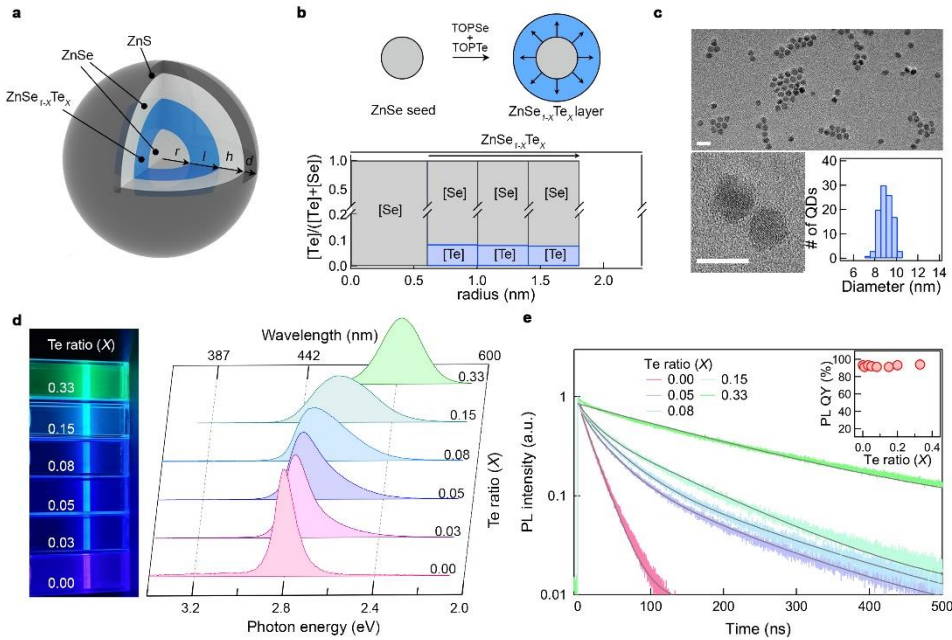 a
ZnSe
ZnS
ZnSe1-XTeX
r
l
h
d
b
TOPSe
+
TOPTe
ZnSe seed
ZnSe1-XTeX layer
ZnSe1-XTeX
[Te]/([Te]+[Se])
1.0
0.5
0.2
0.1
0.0
[Se]
[Se]
[Se]
[Se]
[Te]
[Te]
[Te]
0.0
0.5
1.0
1.5
2.0
radius (nm)
c
# of QDs
40
30
20
10
0
6
8
10
12
14
Diameter (nm)
d
Te ratio (X)
0.33
0.15
0.08
0.05
0.03
0.00
Wavelength (nm)
387
442
600
0.33
0.15
0.08
0.05
0.03
0.00
Te ratio (X)
3.2
2.8
2.4
2.0
Photon energy (eV)
e
Te ratio (X)
0.00
0.15
0.05
0.33
0.08
PL QY (%)
100
80
60
40
20
0.0
0.2
0.4
Te ratio (X)
PL intensity (a.u.)
1
0.1
0.01
0
100
200
300
400
500
Time (ns)